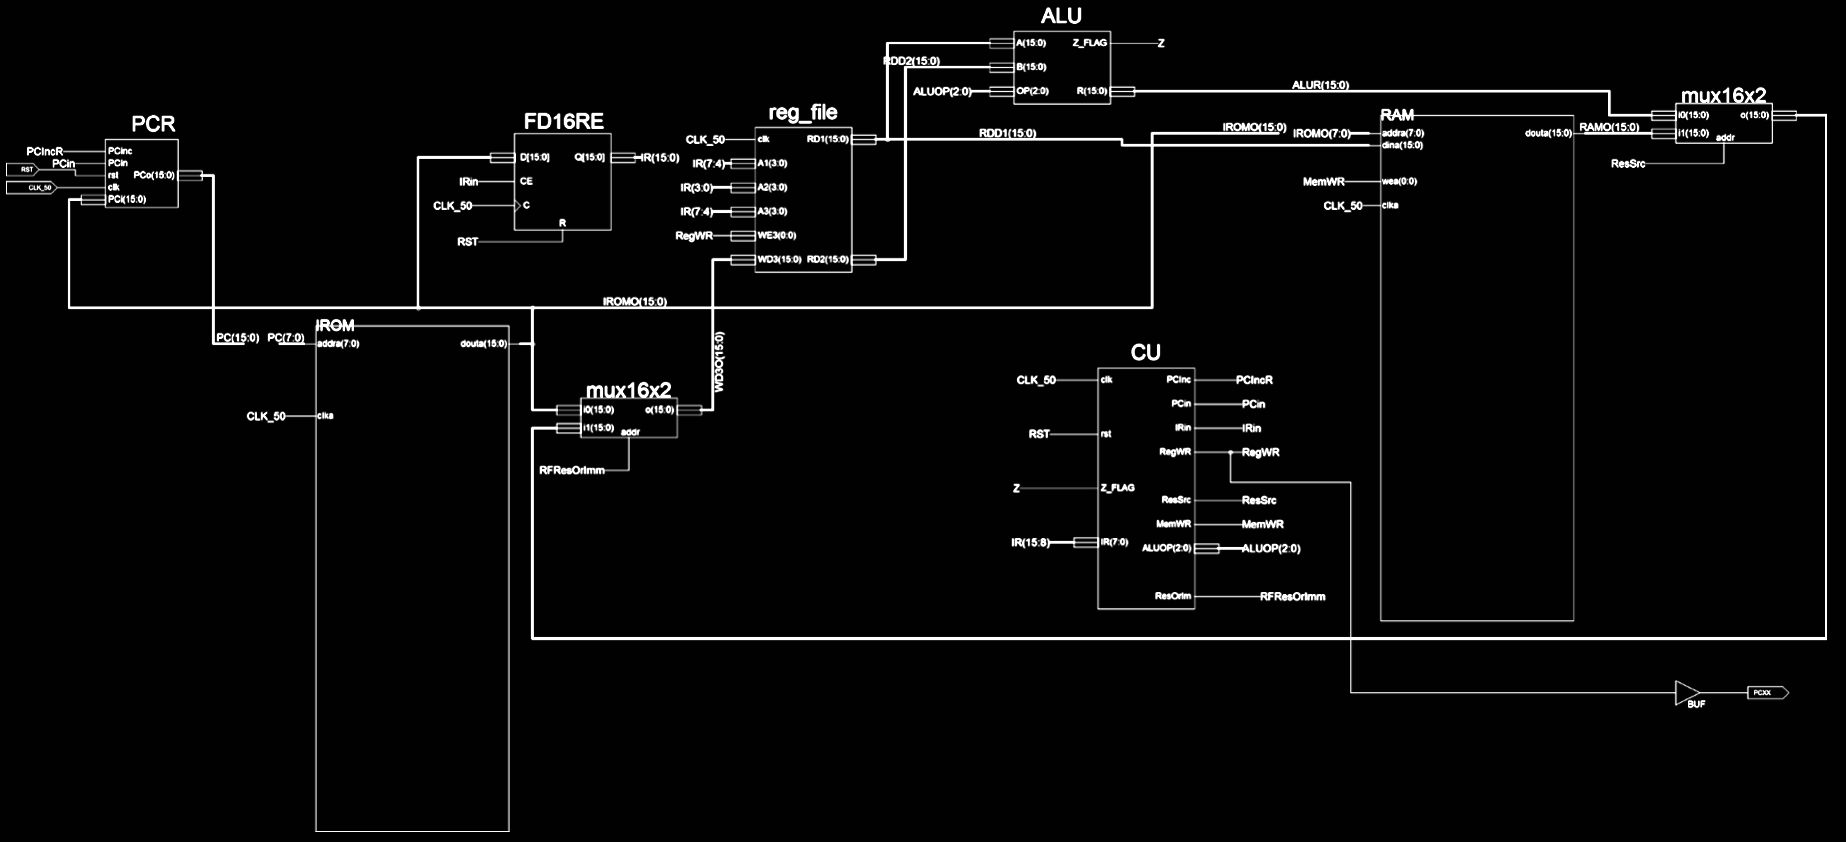 PCR
PCIncR
PCInc
PCin
PCin
RST
rst
PCo(15:0)
CLK_50
clk
PCi(15:0)
FD16RE
D[15:0]
Q[15:0]
IR(15:0)
IRin
CE
CLK_50
C
R
RST
reg_file
CLK_50
clk
RD1(15:0)
IR(7:4)
A1(3:0)
IR(3:0)
A2(3:0)
IR(7:4)
A3(3:0)
RegWR
WE3(0:0)
WD3(15:0)
RD2(15:0)
ALU
A(15:0)
Z_FLAG
Z
RDD2(15:0)
B(15:0)
ALUOP(2:0)
OP(2:0)
R(15:0)
ALUR(15:0)
RDD1(15:0)
IROMO(15:0)
IROMO(7:0)
RAM
addra(7:0)
douta(15:0)
dina(15:0)
MemWR
wea(0:0)
CLK_50
clka
RAMO(15:0)
mux16x2
i0(15:0)
o(15:0)
i1(15:0)
addr
ResSrc
IROMO(15:0)
PC(15:0)
PC(7:0)
IROM
addra(7:0)
douta(15:0)
CLK_50
clka
mux16x2
i0(15:0)
o(15:0)
i1(15:0)
addr
RFResOrImm
WD3O(15:0)
CU
CLK_50
clk
PCInc
PCIncR
PCin
PCin
RST
rst
IRin
IRin
RegWR
RegWR
Z
Z_FLAG
ResSrc
ResSrc
MemWR
MemWR
IR(15:8)
IR(7:0)
ALUOP(2:0)
ALUOP(2:0)
ResOrIm
RFResOrImm
BUF
PCXX